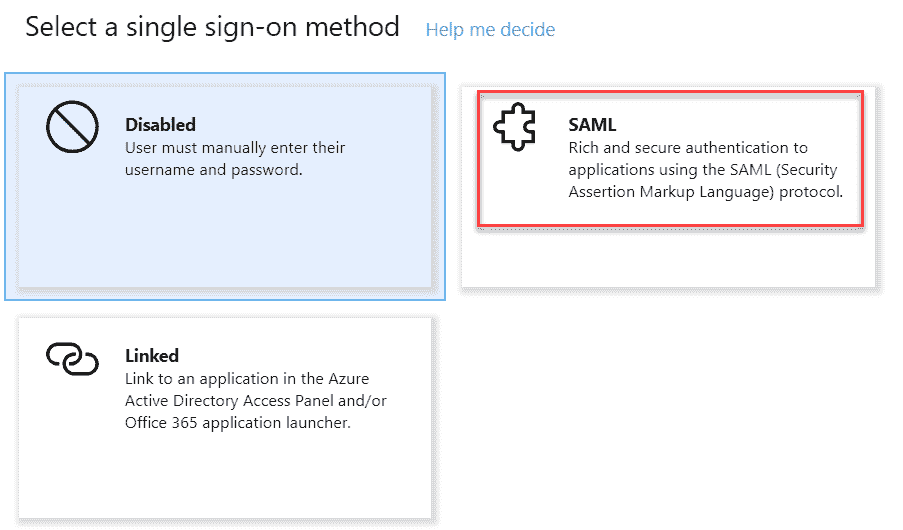 Select a single sign-on method Help me decide
Disabled
User must manually enter their
username and password.
SAML
Rich and secure authentication to
applications using the SAML (Security
Assertion Markup Language) protocol.
Linked
Link to an application in the Azure
Active Directory Access Panel and/or
Office 365 application launcher.